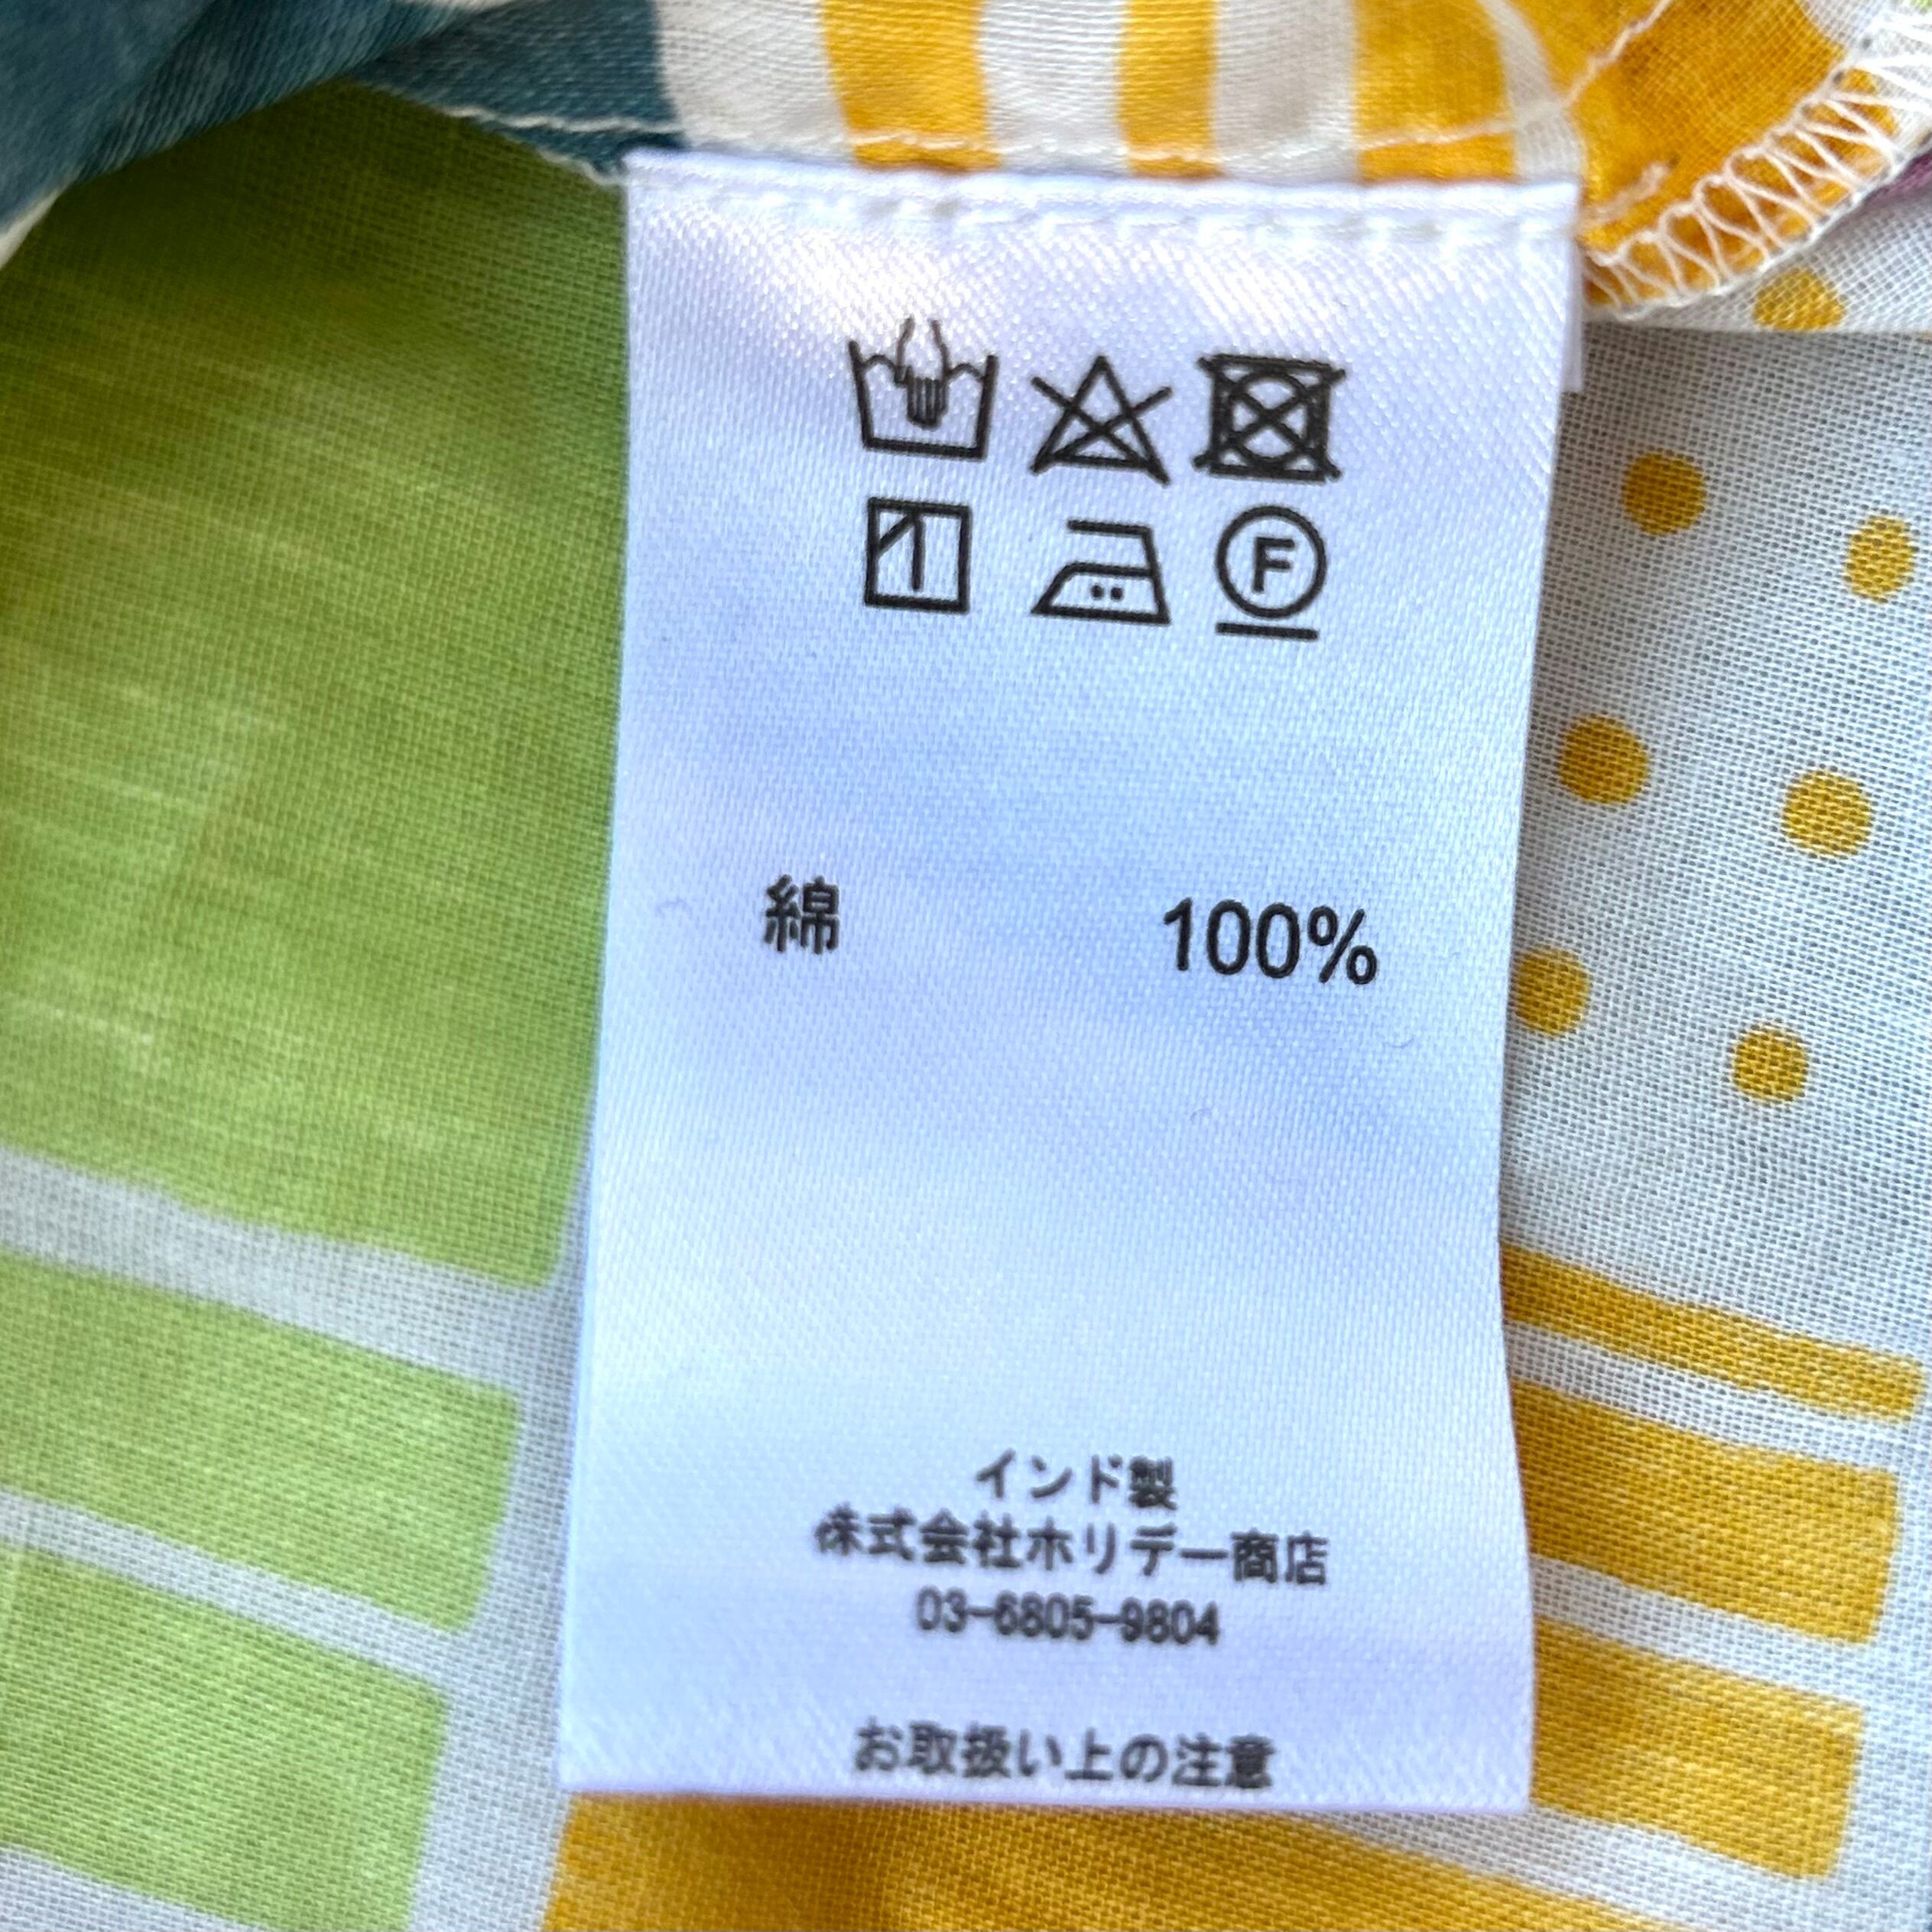 F
綿 100%
インド製
株式会社ホリデー商店
03-6805-9804
お取扱い上の注意